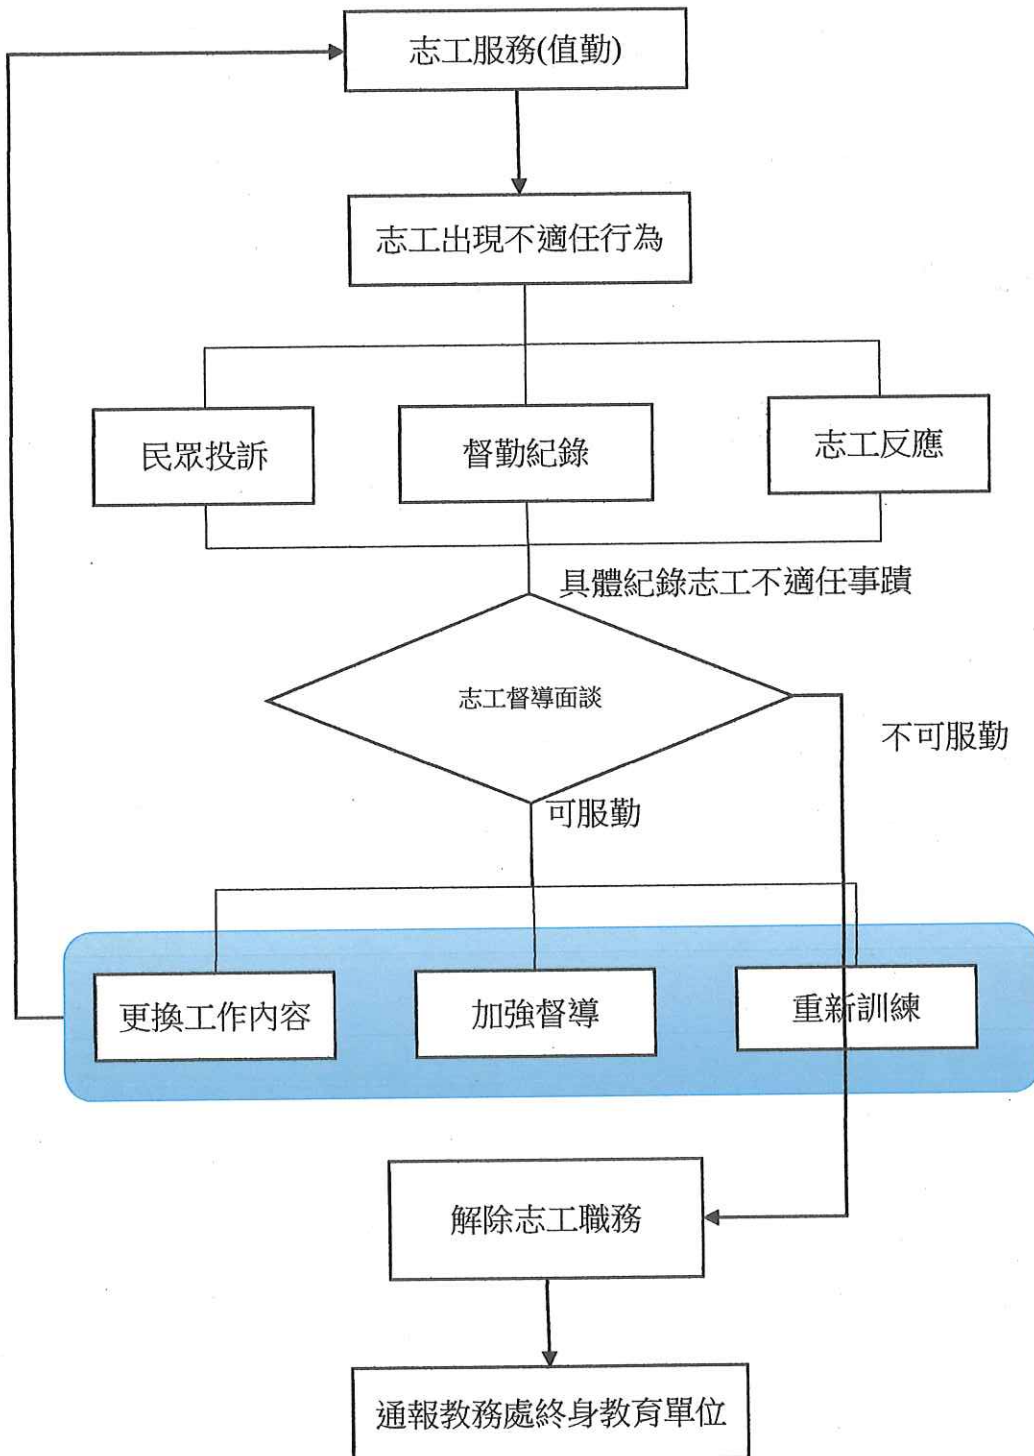 志工服務(值勤)
志工出現不適任行為
民眾投訴
督勤紀錄
志工反應
具體紀錄志工不適任事蹟
志工督導面談
不可服勤
可服勤
更換工作內容
加強督導
重新訓練
解除志工職務
通報教務處終身教育單位